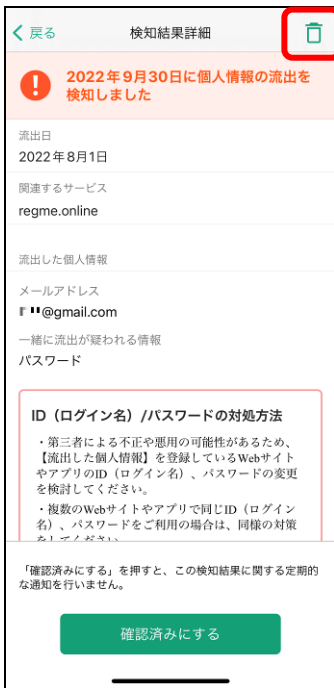 戻る
検知結果詳細
2022年9月30日に個人情報の流出を
検知しました
流出日
2022年8月1日
関連するサービス
regme.online
流出した個人情報
メールアドレス
@gmail.com
一緒に流出が疑われる情報
パスワード
ID（ログイン名）/パスワードの対処方法
・第三者による不正や悪用の可能性があるため、
【流出した個人情報】を登録しているWebサイト
やアプリのID（ログイン名）、パスワードの変更
を検討してください。
・複数のWebサイトやアプリで同じID（ログイン
名）、パスワードをご利用の場合は、同様の対策
をしてください
「確認済みにする」を押すと、この検知結果に関する定期的
な通知を行いません。
確認済みにする